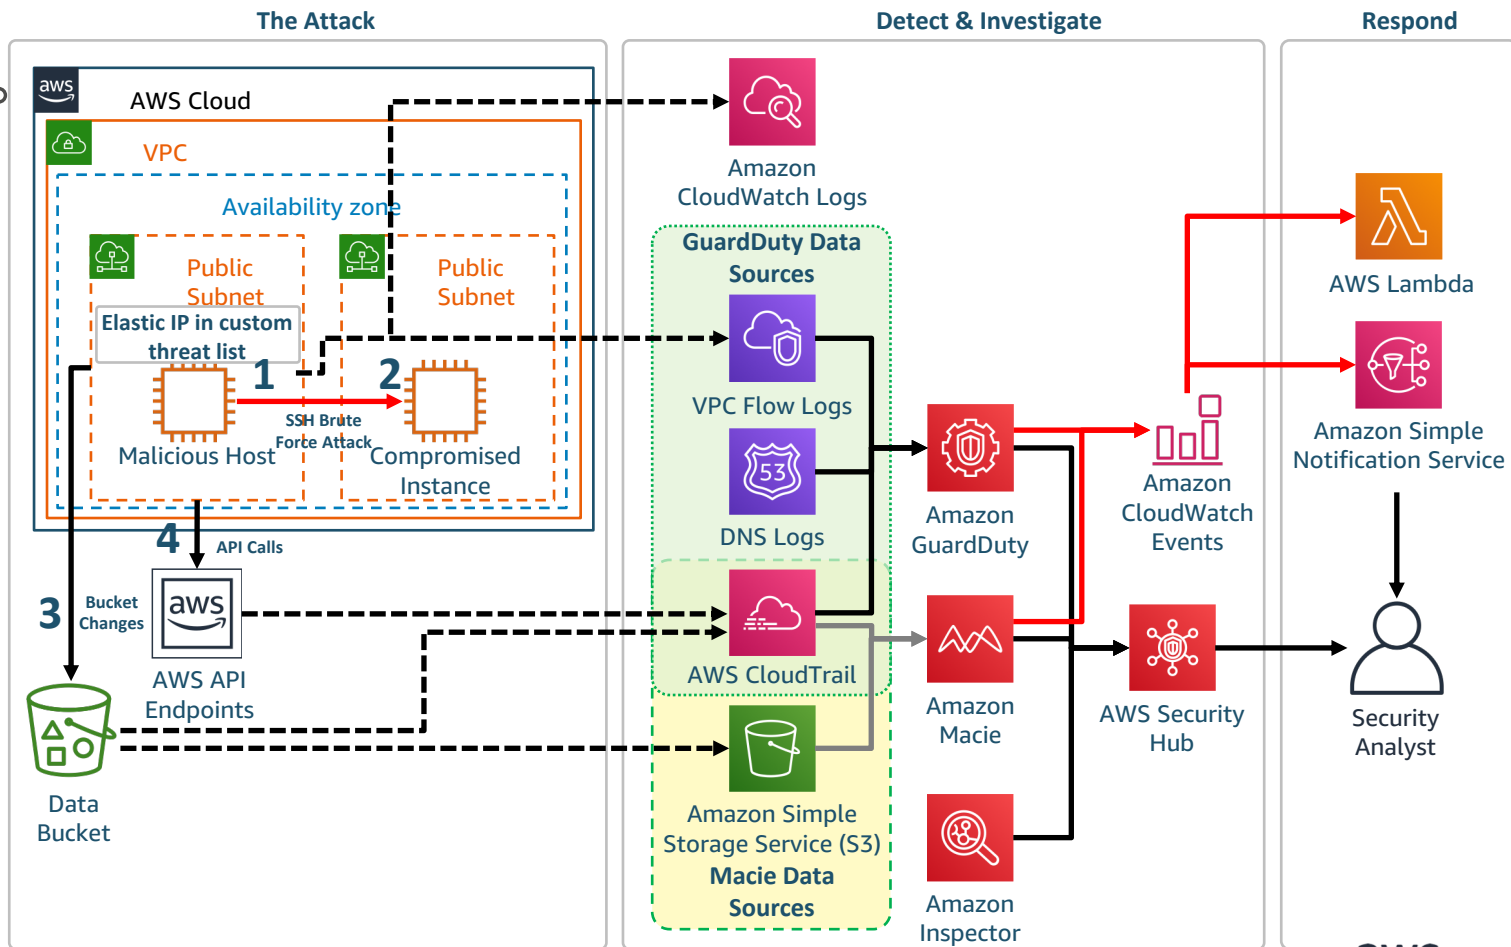 The Attack
Detect & Investigate
Respond
aws
AWS Cloud
VPC
Availability zone
Public
Subnet
Public
Subnet
Elastic IP in custom
threat list
1
2
SSH Brute
Force Attack
Malicious Host
Compromised
Instance
4
API Calls
3
Bucket
Changes
aws
AWS API
Endpoints
Data
Bucket
Amazon
CloudWatch Logs
GuardDuty Data
Sources
VPC Flow Logs
53
DNS Logs
AWS CloudTrail
Amazon Simple
Storage Service (S3)
Macie Data
Sources
Amazon
GuardDuty
Amazon
Macie
Amazon
Inspector
Amazon
CloudWatch
Events
AWS Security
Hub
AWS Lambda
Amazon Simple
Notification Service
Security
Analyst
aws